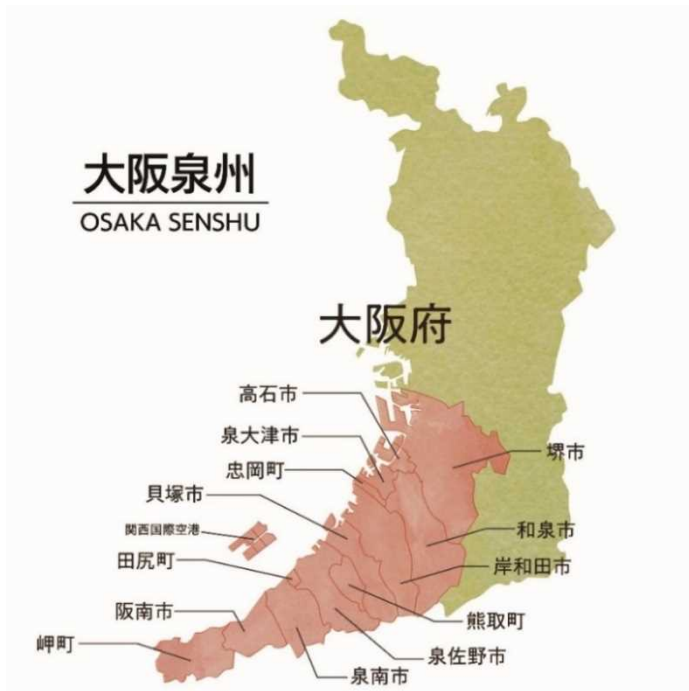 大阪泉州
OSAKA SENSHU
大阪府
高石市
泉大津市
忠岡町
貝塚市
関西国際空港
田尻町
阪南市
岬町
堺市
和泉市
岸和田市
熊取町
泉佐野市
泉南市